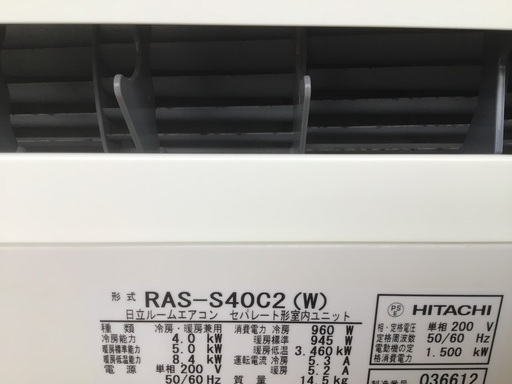 形式 RAS-S40C2(W)
日立ルームエアコン セパレート形室内ユニット
種類 冷房・暖房兼用 消費電力 冷房 960 W
冷房能力 4.0 kW 暖房標準 945 W
暖房標準能力 5.0 kW 暖房低温 3.460 kW
暖房低温能力 8.4 kW 運転電流 冷房 5.3 A
電源 単相 200 V 暖房 5.2 A
50/60 Hz 質量 14.5 kg
PS E HITACHI
相・定格電圧 単相 200 V
定格周波数 50/60 Hz
電動機の定格消費電力 1.500 kW
製造番号 036612